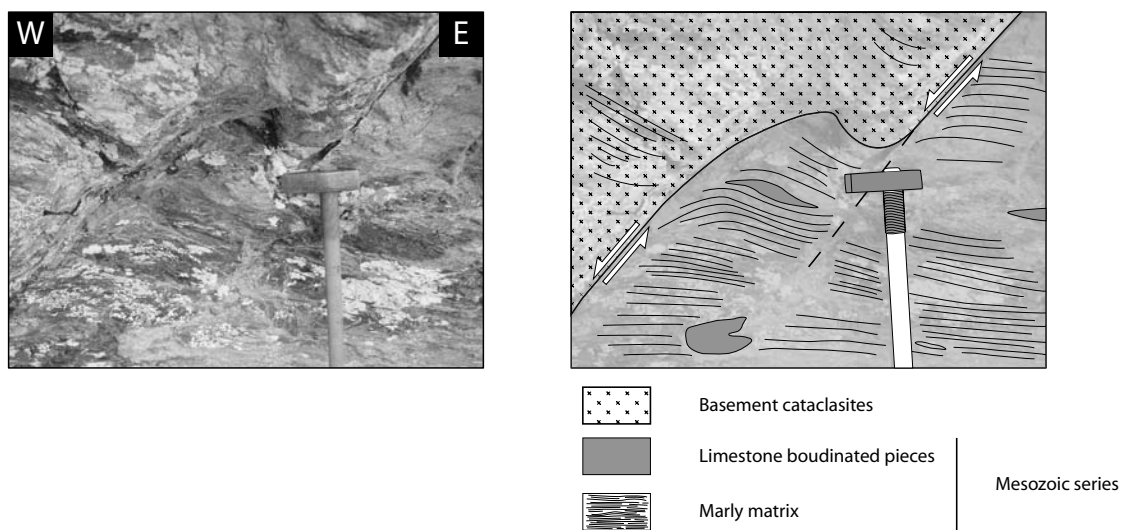 W E
Basement cataclasites
Limestone boudinated pieces
Mesozoic series
Marly matrix